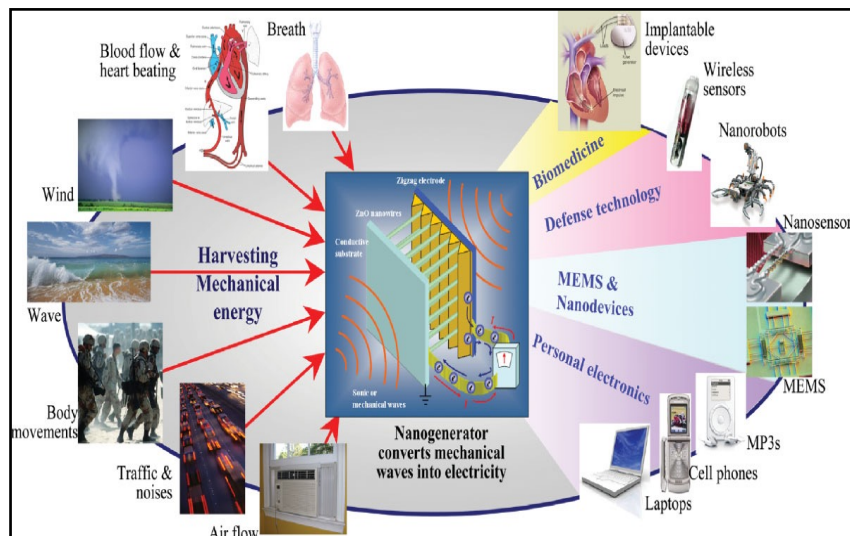 Blood flow &
heart beating
Breath
Implantable
devices
Wireless
sensors
Nanorobots
Nanosensor
MEMS
MP3s
Cell phones
Laptops
Wind
Wave
Body
movements
Traffic &
noises
Air flow
Harvesting
Mechanical
energy
Zigzag electrode
ZnO nanowires
Conductive
substrate
Sonic or
mechanical waves
Nanogenerator
converts mechanical
waves into electricity
Biomedicine
Defense technology
MEMS &
Nanodevices
Personal electronics